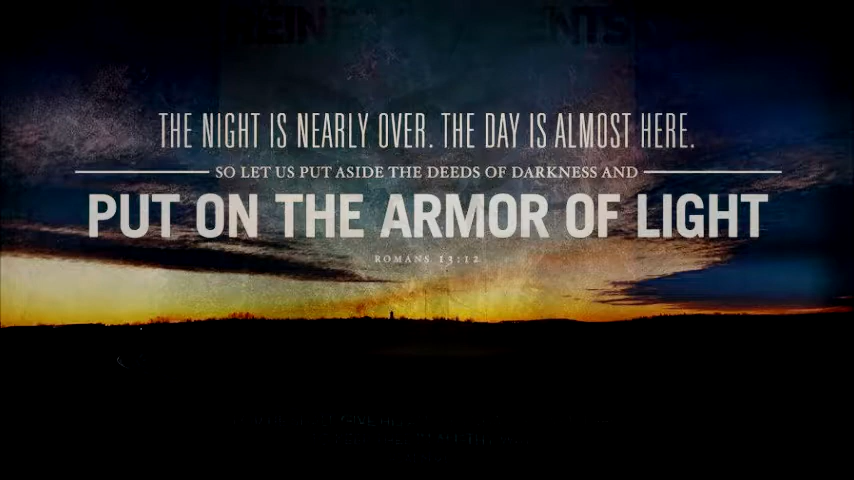 THE NIGHT IS NEARLY OVER. THE DAY IS ALMOST HERE.
SO LET US PUT ASIDE THE DEEDS OF DARKNESS AND
PUT ON THE ARMOR OF LIGHT
ROMANS 13:12